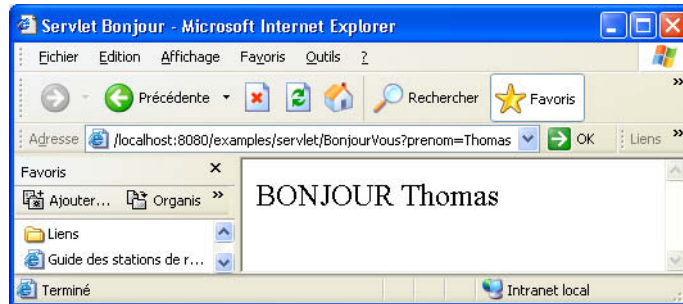 Servlet Bonjour - Microsoft Internet Explorer
Fichier Edition Affichage Favoris Outils ?
Précédente Rechercher Favoris »
Adresse /localhost:8080/examples/servlet/BonjourVous?prenom=Thomas OK Liens »
Favoris ×
Ajouter... Organis »
Liens
Guide des stations de r...
BONJOUR Thomas
Terminé Intranet local